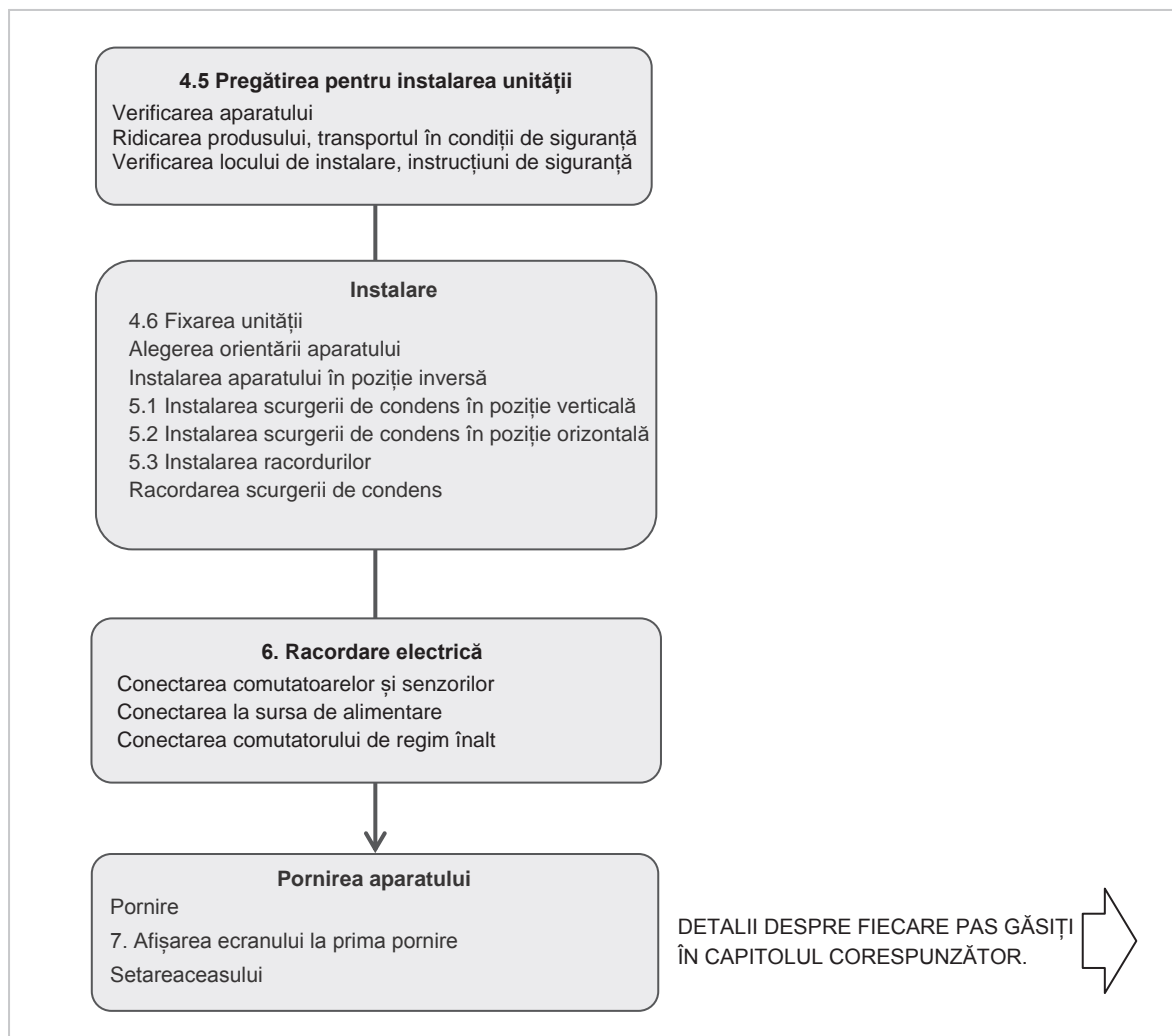 4.5 Pregătirea pentru instalarea unității
Verificarea aparatului
Ridicarea produsului, transportul în condiții de siguranță
Verificarea locului de instalare, instrucțiuni de siguranță
Instalare
4.6 Fixarea unității
Alegerea orientării aparatului
Instalarea aparatului în poziție inversă
5.1 Instalarea scurgerii de condens în poziție verticală
5.2 Instalarea scurgerii de condens în poziție orizontală
5.3 Instalarea racordurilor
Racordarea scurgerii de condens
6. Racordare electrică
Conectarea comutatoarelor și senzorilor
Conectarea la sursa de alimentare
Conectarea comutatorului de regim înalt
Pornirea aparatului
Pornire
7. Afișarea ecranului la prima pornire
Setareaceasului
DETALII DESPRE FIECARE PAS GĂSIȚI
ÎN CAPITOLUL CORESPUNZĂTOR.